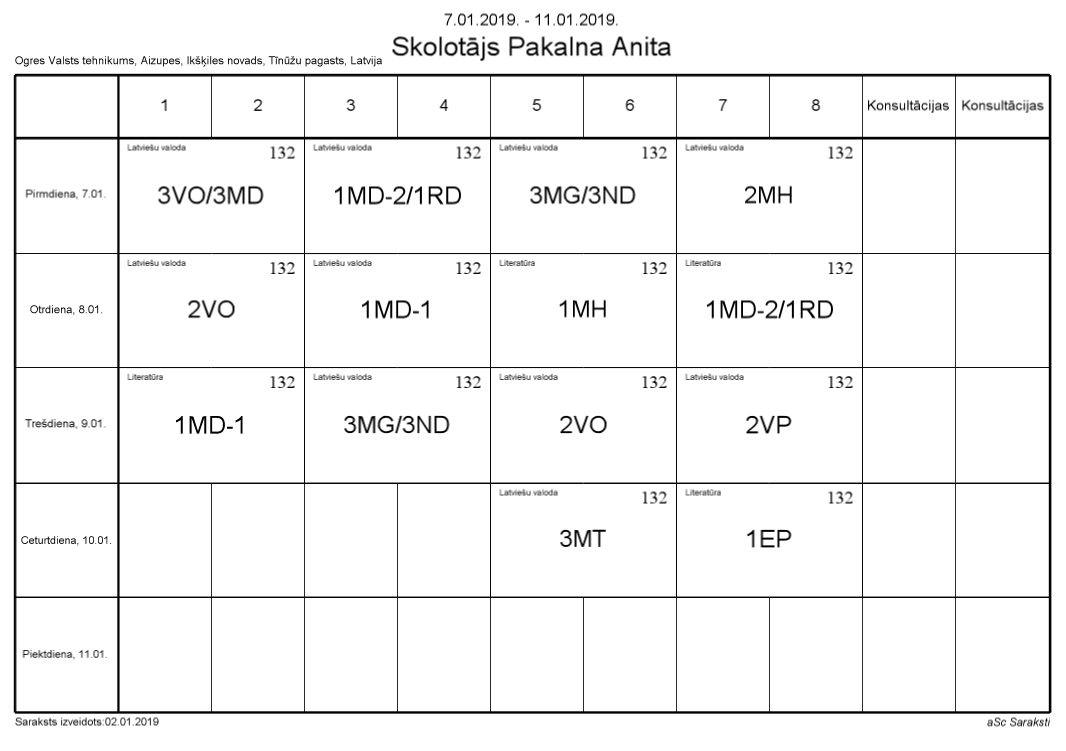 7.01.2019. - 11.01.2019.
Skolotājs Pakalna Anita
Ogres Valsts tehnikums, Aizupes, Ikšķiles novads, Tīnūžu pagasts, Latvija
1 2 3 4 5 6 7 8 Konsultācijas Konsultācijas
Latviešu valoda 132 Latviešu valoda 132 Latviešu valoda 132 Latviešu valoda 132
Pirmdiena, 7.01. 3VO/3MD 1MD-2/1RD 3MG/3ND 2MH
Latviešu valoda 132 Latviešu valoda 132 Literatūra 132 Literatūra 132
Otrdiena, 8.01. 2VO 1MD-1 1MH 1MD-2/1RD
Literatūra 132 Latviešu valoda 132 Latviešu valoda 132 Latviešu valoda 132
Trešdiena, 9.01. 1MD-1 3MG/3ND 2VO 2VP
Latviešu valoda 132 Literatūra 132
Ceturtdiena, 10.01. 3MT 1EP
Piektdiena, 11.01.
Saraksts izveidots:02.01.2019 aSc Saraksti